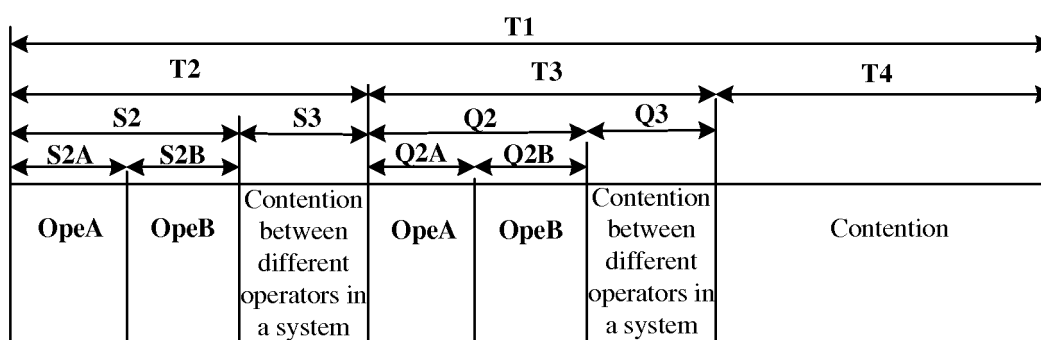 T1
T2
T3
T4
S2
S3
Q2
Q3
S2A
S2B
Q2A
Q2B
OpeA
OpeB
Contention
between
different
operators in
a system
OpeA
OpeB
Contention
between
different
operators in
a system
Contention